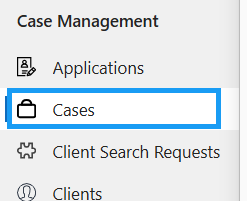 Case Management
Applications
Cases
Client Search Requests
Clients